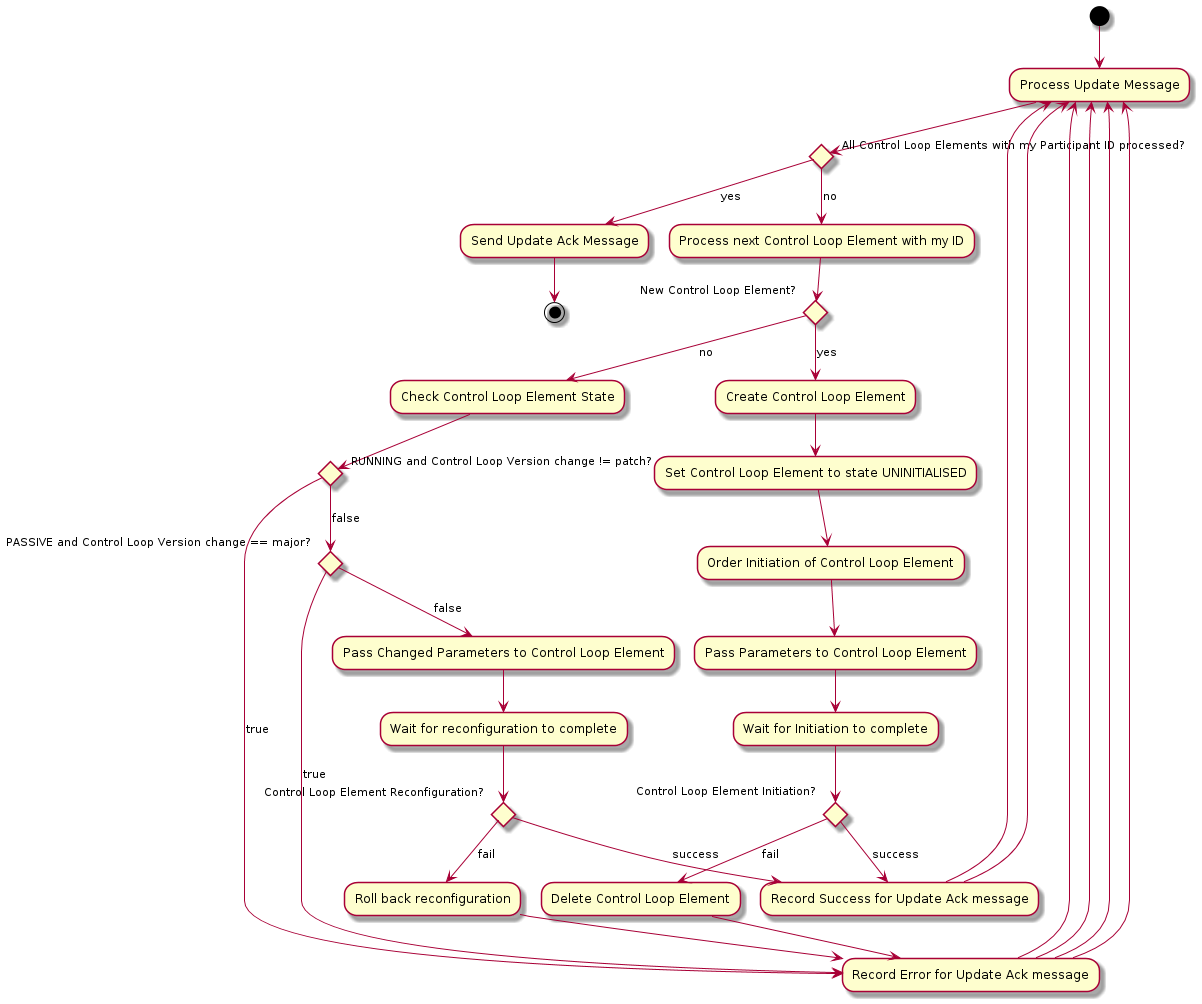 Process Update Message
All Control Loop Elements with my Participant ID processed?
yes
no
Send Update Ack Message
Process next Control Loop Element with my ID
New Control Loop Element?
no
yes
Check Control Loop Element State
Create Control Loop Element
RUNNING and Control Loop Version change != patch?
Set Control Loop Element to state UNINITIALISED
false
PASSIVE and Control Loop Version change == major?
Order Initiation of Control Loop Element
false
Pass Changed Parameters to Control Loop Element
Pass Parameters to Control Loop Element
true
Wait for reconfiguration to complete
Wait for Initiation to complete
true
Control Loop Element Reconfiguration?
Control Loop Element Initiation?
fail
success
fail
success
Roll back reconfiguration
Delete Control Loop Element
Record Success for Update Ack message
Record Error for Update Ack message